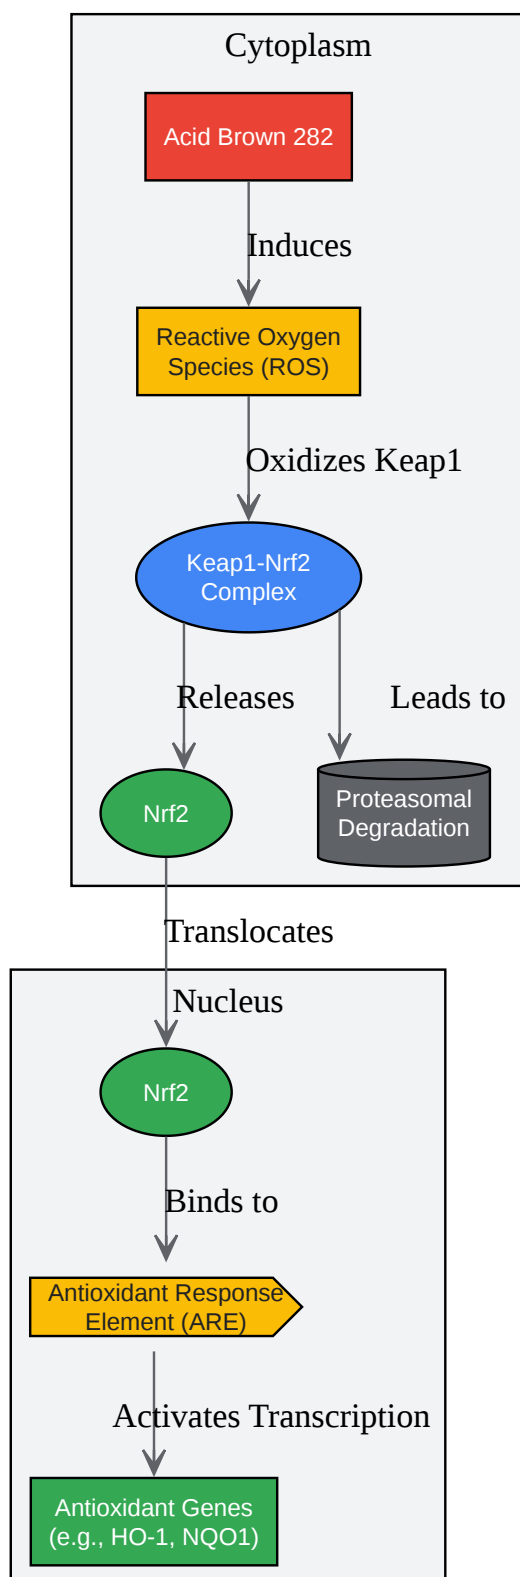 Cytoplasm
Acid Brown 282
Induces
Reactive Oxygen
Species (ROS)
Oxidizes Keap1
Keap1-Nrf2
Complex
Releases
Leads to
Nrf2
Proteasomal
Degradation
Translocates
Nucleus
Nrf2
Binds to
Antioxidant Response
Element (ARE)
Activates Transcription
Antioxidant Genes
(e.g., HO-1, NQO1)